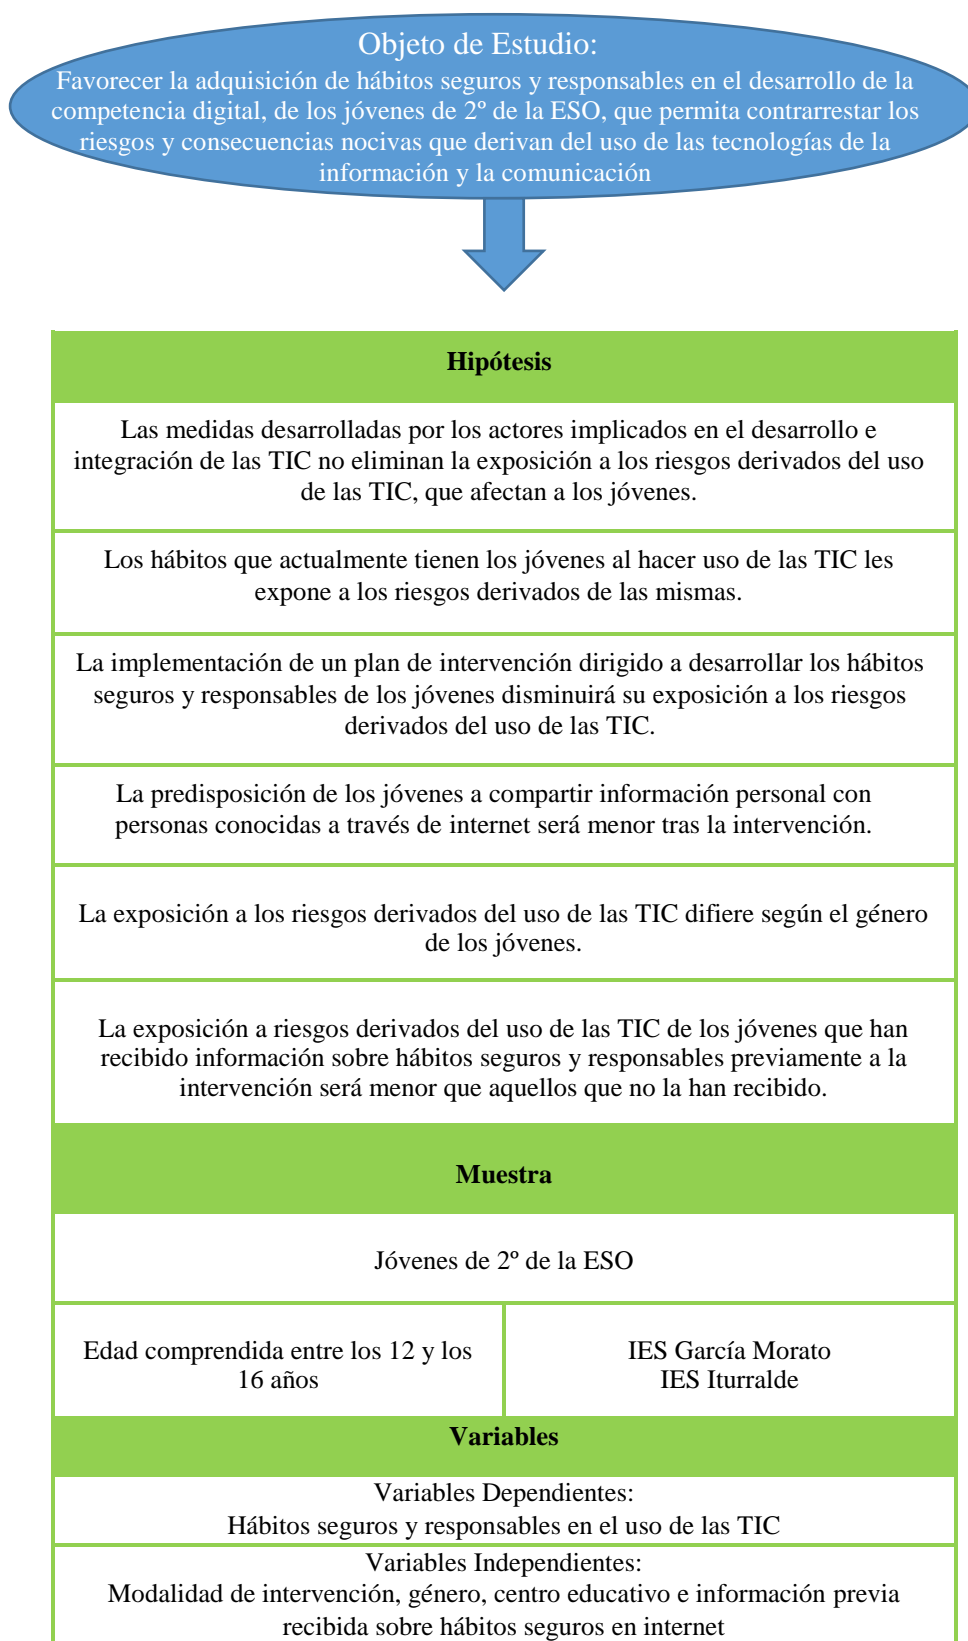 Objeto de Estudio:
Favorecer la adquisición de hábitos seguros y responsables en el desarrollo de la
competencia digital, de los jóvenes de 2º de la ESO, que permita contrarrestar los
riesgos y consecuencias nocivas que derivan del uso de las tecnologías de la
información y la comunicación
Hipótesis
Las medidas desarrolladas por los actores implicados en el desarrollo e
integración de las TIC no eliminan la exposición a los riesgos derivados del uso
de las TIC, que afectan a los jóvenes.
Los hábitos que actualmente tienen los jóvenes al hacer uso de las TIC les
expone a los riesgos derivados de las mismas.
La implementación de un plan de intervención dirigido a desarrollar los hábitos
seguros y responsables de los jóvenes disminuirá su exposición a los riesgos
derivados del uso de las TIC.
La predisposición de los jóvenes a compartir información personal con
personas conocidas a través de internet será menor tras la intervención.
La exposición a los riesgos derivados del uso de las TIC difiere según el género
de los jóvenes.
La exposición a riesgos derivados del uso de las TIC de los jóvenes que han
recibido información sobre hábitos seguros y responsables previamente a la
intervención será menor que aquellos que no la han recibido.
Muestra
Jóvenes de 2º de la ESO
Edad comprendida entre los 12 y los
16 años
IES García Morato
IES Iturralde
Variables
Variables Dependientes:
Hábitos seguros y responsables en el uso de las TIC
Variables Independientes:
Modalidad de intervención, género, centro educativo e información previa
recibida sobre hábitos seguros en internet